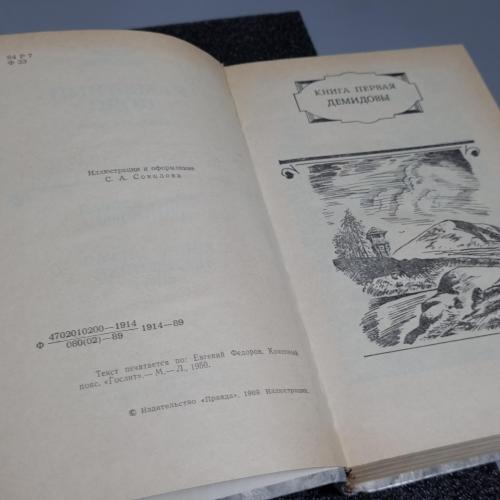 84 Р 7
Ф 33
Иллюстрации и оформление
С. А. Соколова
Ф 4702010200—1914 1914—89
080(02)—89
Текст печатается по: Евгений Федоров. Каменный
пояс. «Гослит».— М.— Л., 1950.
© Издательство «Правда», 1989. Иллюстрации.
КНИГА ПЕРВАЯ
ДЕМИДОВЫ